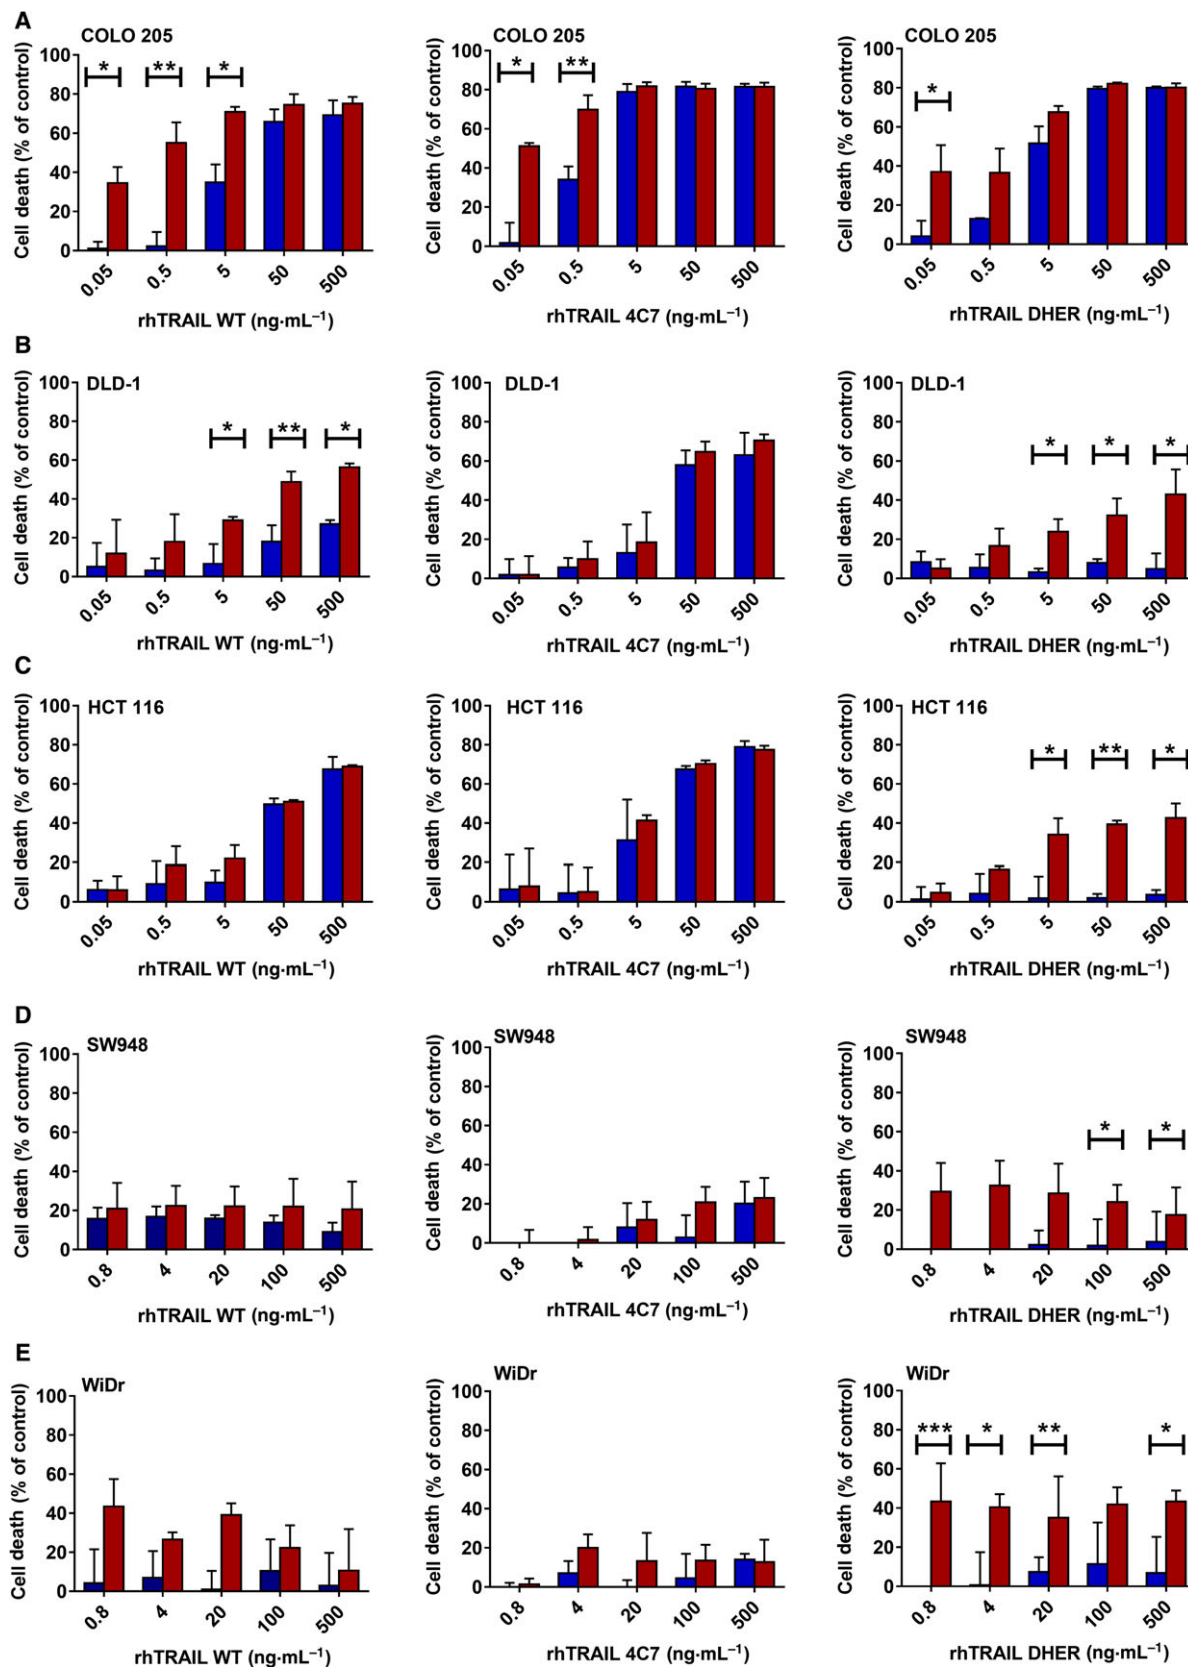 A
COLO 205
* ** *
Cell death (% of control)
100
80
60
40
20
0
0.05 0.5 5 50 500
rhTRAIL WT (ng·mL⁻¹)
COLO 205
* **
Cell death (% of control)
100
80
60
40
20
0
0.05 0.5 5 50 500
rhTRAIL 4C7 (ng·mL⁻¹)
COLO 205
*
Cell death (% of control)
100
80
60
40
20
0
0.05 0.5 5 50 500
rhTRAIL DHER (ng·mL⁻¹)
B
DLD-1
* ** *
Cell death (% of control)
100
80
60
40
20
0
0.05 0.5 5 50 500
rhTRAIL WT (ng·mL⁻¹)
DLD-1
Cell death (% of control)
100
80
60
40
20
0
0.05 0.5 5 50 500
rhTRAIL 4C7 (ng·mL⁻¹)
DLD-1
* * *
Cell death (% of control)
100
80
60
40
20
0
0.05 0.5 5 50 500
rhTRAIL DHER (ng·mL⁻¹)
C
HCT 116
Cell death (% of control)
100
80
60
40
20
0
0.05 0.5 5 50 500
rhTRAIL WT (ng·mL⁻¹)
HCT 116
Cell death (% of control)
100
80
60
40
20
0
0.05 0.5 5 50 500
rhTRAIL 4C7 (ng·mL⁻¹)
HCT 116
* ** *
Cell death (% of control)
100
80
60
40
20
0
0.05 0.5 5 50 500
rhTRAIL DHER (ng·mL⁻¹)
D
SW948
Cell death (% of control)
100
80
60
40
20
0
0.8 4 20 100 500
rhTRAIL WT (ng·mL⁻¹)
SW948
Cell death (% of control)
100
80
60
40
20
0
0.8 4 20 100 500
rhTRAIL 4C7 (ng·mL⁻¹)
SW948
* *
Cell death (% of control)
100
80
60
40
20
0
0.8 4 20 100 500
rhTRAIL DHER (ng·mL⁻¹)
E
WiDr
Cell death (% of control)
100
80
60
40
20
0
0.8 4 20 100 500
rhTRAIL WT (ng·mL⁻¹)
WiDr
Cell death (% of control)
100
80
60
40
20
0
0.8 4 20 100 500
rhTRAIL 4C7 (ng·mL⁻¹)
WiDr
*** * ** *
Cell death (% of control)
100
80
60
40
20
0
0.8 4 20 100 500
rhTRAIL DHER (ng·mL⁻¹)